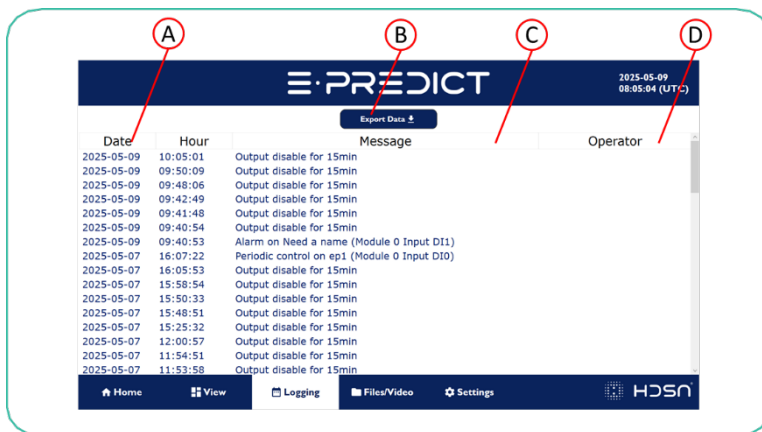 A B C D
E·PREDICT
2025-05-09
08:05:04 (UTC)
Export Data
Date Hour Message Operator
2025-05-09 10:05:01 Output disable for 15min
2025-05-09 09:50:09 Output disable for 15min
2025-05-09 09:48:06 Output disable for 15min
2025-05-09 09:42:49 Output disable for 15min
2025-05-09 09:41:48 Output disable for 15min
2025-05-09 09:40:54 Output disable for 15min
2025-05-09 09:40:53 Alarm on Need a name (Module 0 Input DI1)
2025-05-07 16:07:22 Periodic control on ep1 (Module 0 Input DI0)
2025-05-07 16:05:53 Output disable for 15min
2025-05-07 15:58:54 Output disable for 15min
2025-05-07 15:50:33 Output disable for 15min
2025-05-07 15:48:51 Output disable for 15min
2025-05-07 15:25:32 Output disable for 15min
2025-05-07 12:00:57 Output disable for 15min
2025-05-07 11:54:51 Output disable for 15min
2025-05-07 11:53:58 Output disable for 15min
Home View Logging Files/Video Settings HDSN